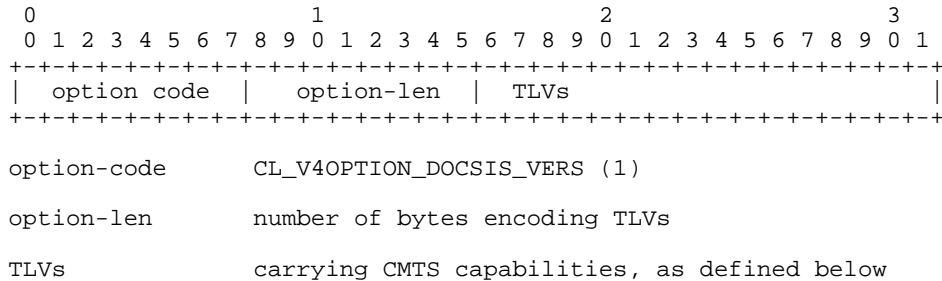 0                   1                   2                   3
 0 1 2 3 4 5 6 7 8 9 0 1 2 3 4 5 6 7 8 9 0 1 2 3 4 5 6 7 8 9 0 1
+-+-+-+-+-+-+-+-+-+-+-+-+-+-+-+-+-+-+-+-+-+-+-+-+-+-+-+-+-+-+-+-+
|  option code  |   option-len  |  TLVs                         |
+-+-+-+-+-+-+-+-+-+-+-+-+-+-+-+-+-+-+-+-+-+-+-+-+-+-+-+-+-+-+-+-+
option-code      CL_V4OPTION_DOCSIS_VERS (1)
option-len       number of bytes encoding TLVs
TLVs             carrying CMTS capabilities, as defined below